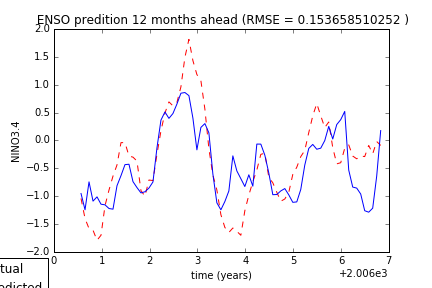 ENSO predition 12 months ahead (RMSE = 0.153658510252 )
2.0
1.5
1.0
0.5
0.0
−0.5
−1.0
−1.5
−2.0
NINO3.4
0 1 2 3 4 5 6 7
time (years)
+2.006e3
tual
edicted